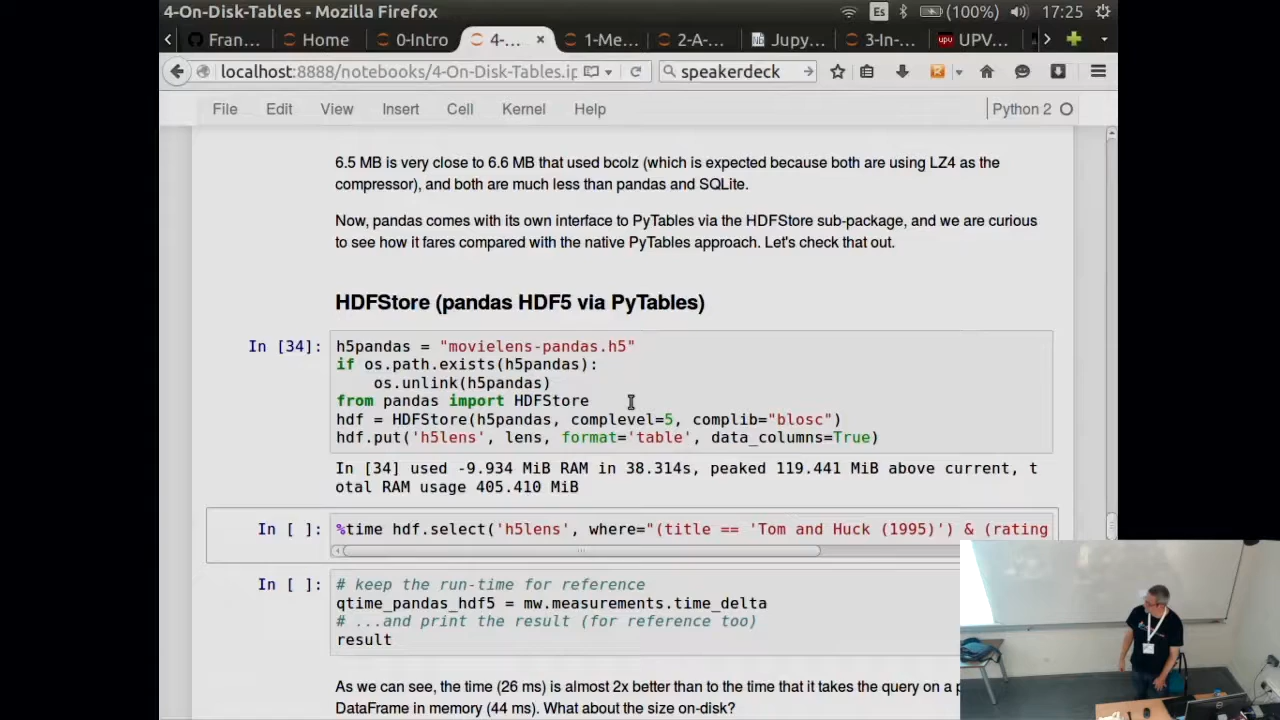 4-On-Disk-Tables - Mozilla Firefox
Es (100%) 17:25
Fran... Home 0-Intro 4-... 1-Me... 2-A-... Jupy... 3-In-... UPV...
localhost:8888/notebooks/4-On-Disk-Tables.ip speakerdeck
File Edit View Insert Cell Kernel Help Python 2
6.5 MB is very close to 6.6 MB that used bcolz (which is expected because both are using LZ4 as the
compressor), and both are much less than pandas and SQLite.
Now, pandas comes with its own interface to PyTables via the HDFStore sub-package, and we are curious
to see how it fares compared with the native PyTables approach. Let's check that out.
HDFStore (pandas HDF5 via PyTables)
In [34]: h5pandas = "movielens-pandas.h5"
if os.path.exists(h5pandas):
os.unlink(h5pandas)
from pandas import HDFStore
hdf = HDFStore(h5pandas, complevel=5, complib="blosc")
hdf.put('h5lens', lens, format='table', data_columns=True)
In [34] used -9.934 MiB RAM in 38.314s, peaked 119.441 MiB above current, t
otal RAM usage 405.410 MiB
In [ ]: %time hdf.select('h5lens', where="(title == 'Tom and Huck (1995)') & (rating
In [ ]: # keep the run-time for reference
qtime_pandas_hdf5 = mw.measurements.time_delta
# ...and print the result (for reference too)
result
As we can see, the time (26 ms) is almost 2x better than to the time that it takes the query on a p
DataFrame in memory (44 ms). What about the size on-disk?